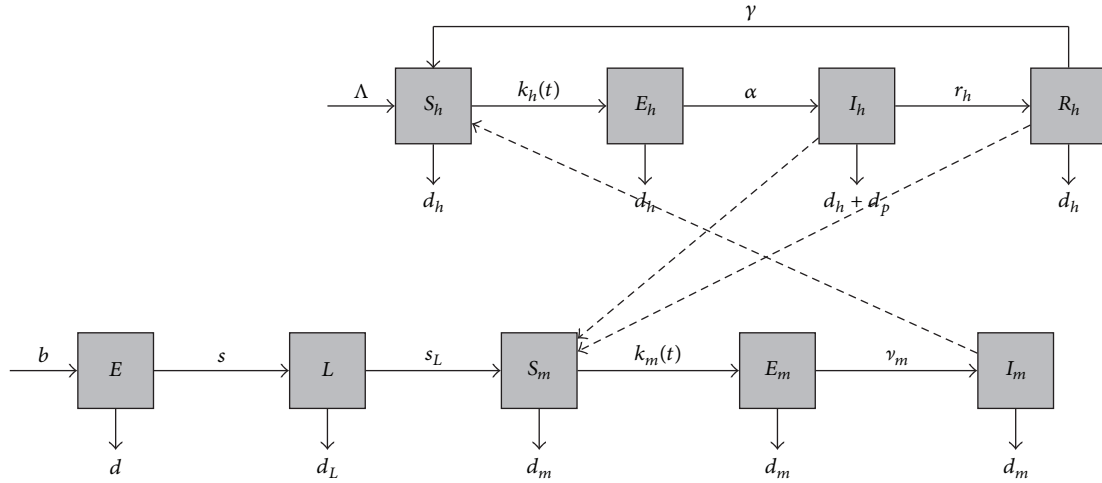 γ
Λ S_h k_h(t) E_h α I_h r_h R_h
d_h d_h d_h + d_p d_h
b E s L s_L S_m k_m(t) E_m ν_m I_m
d d_L d_m d_m d_m